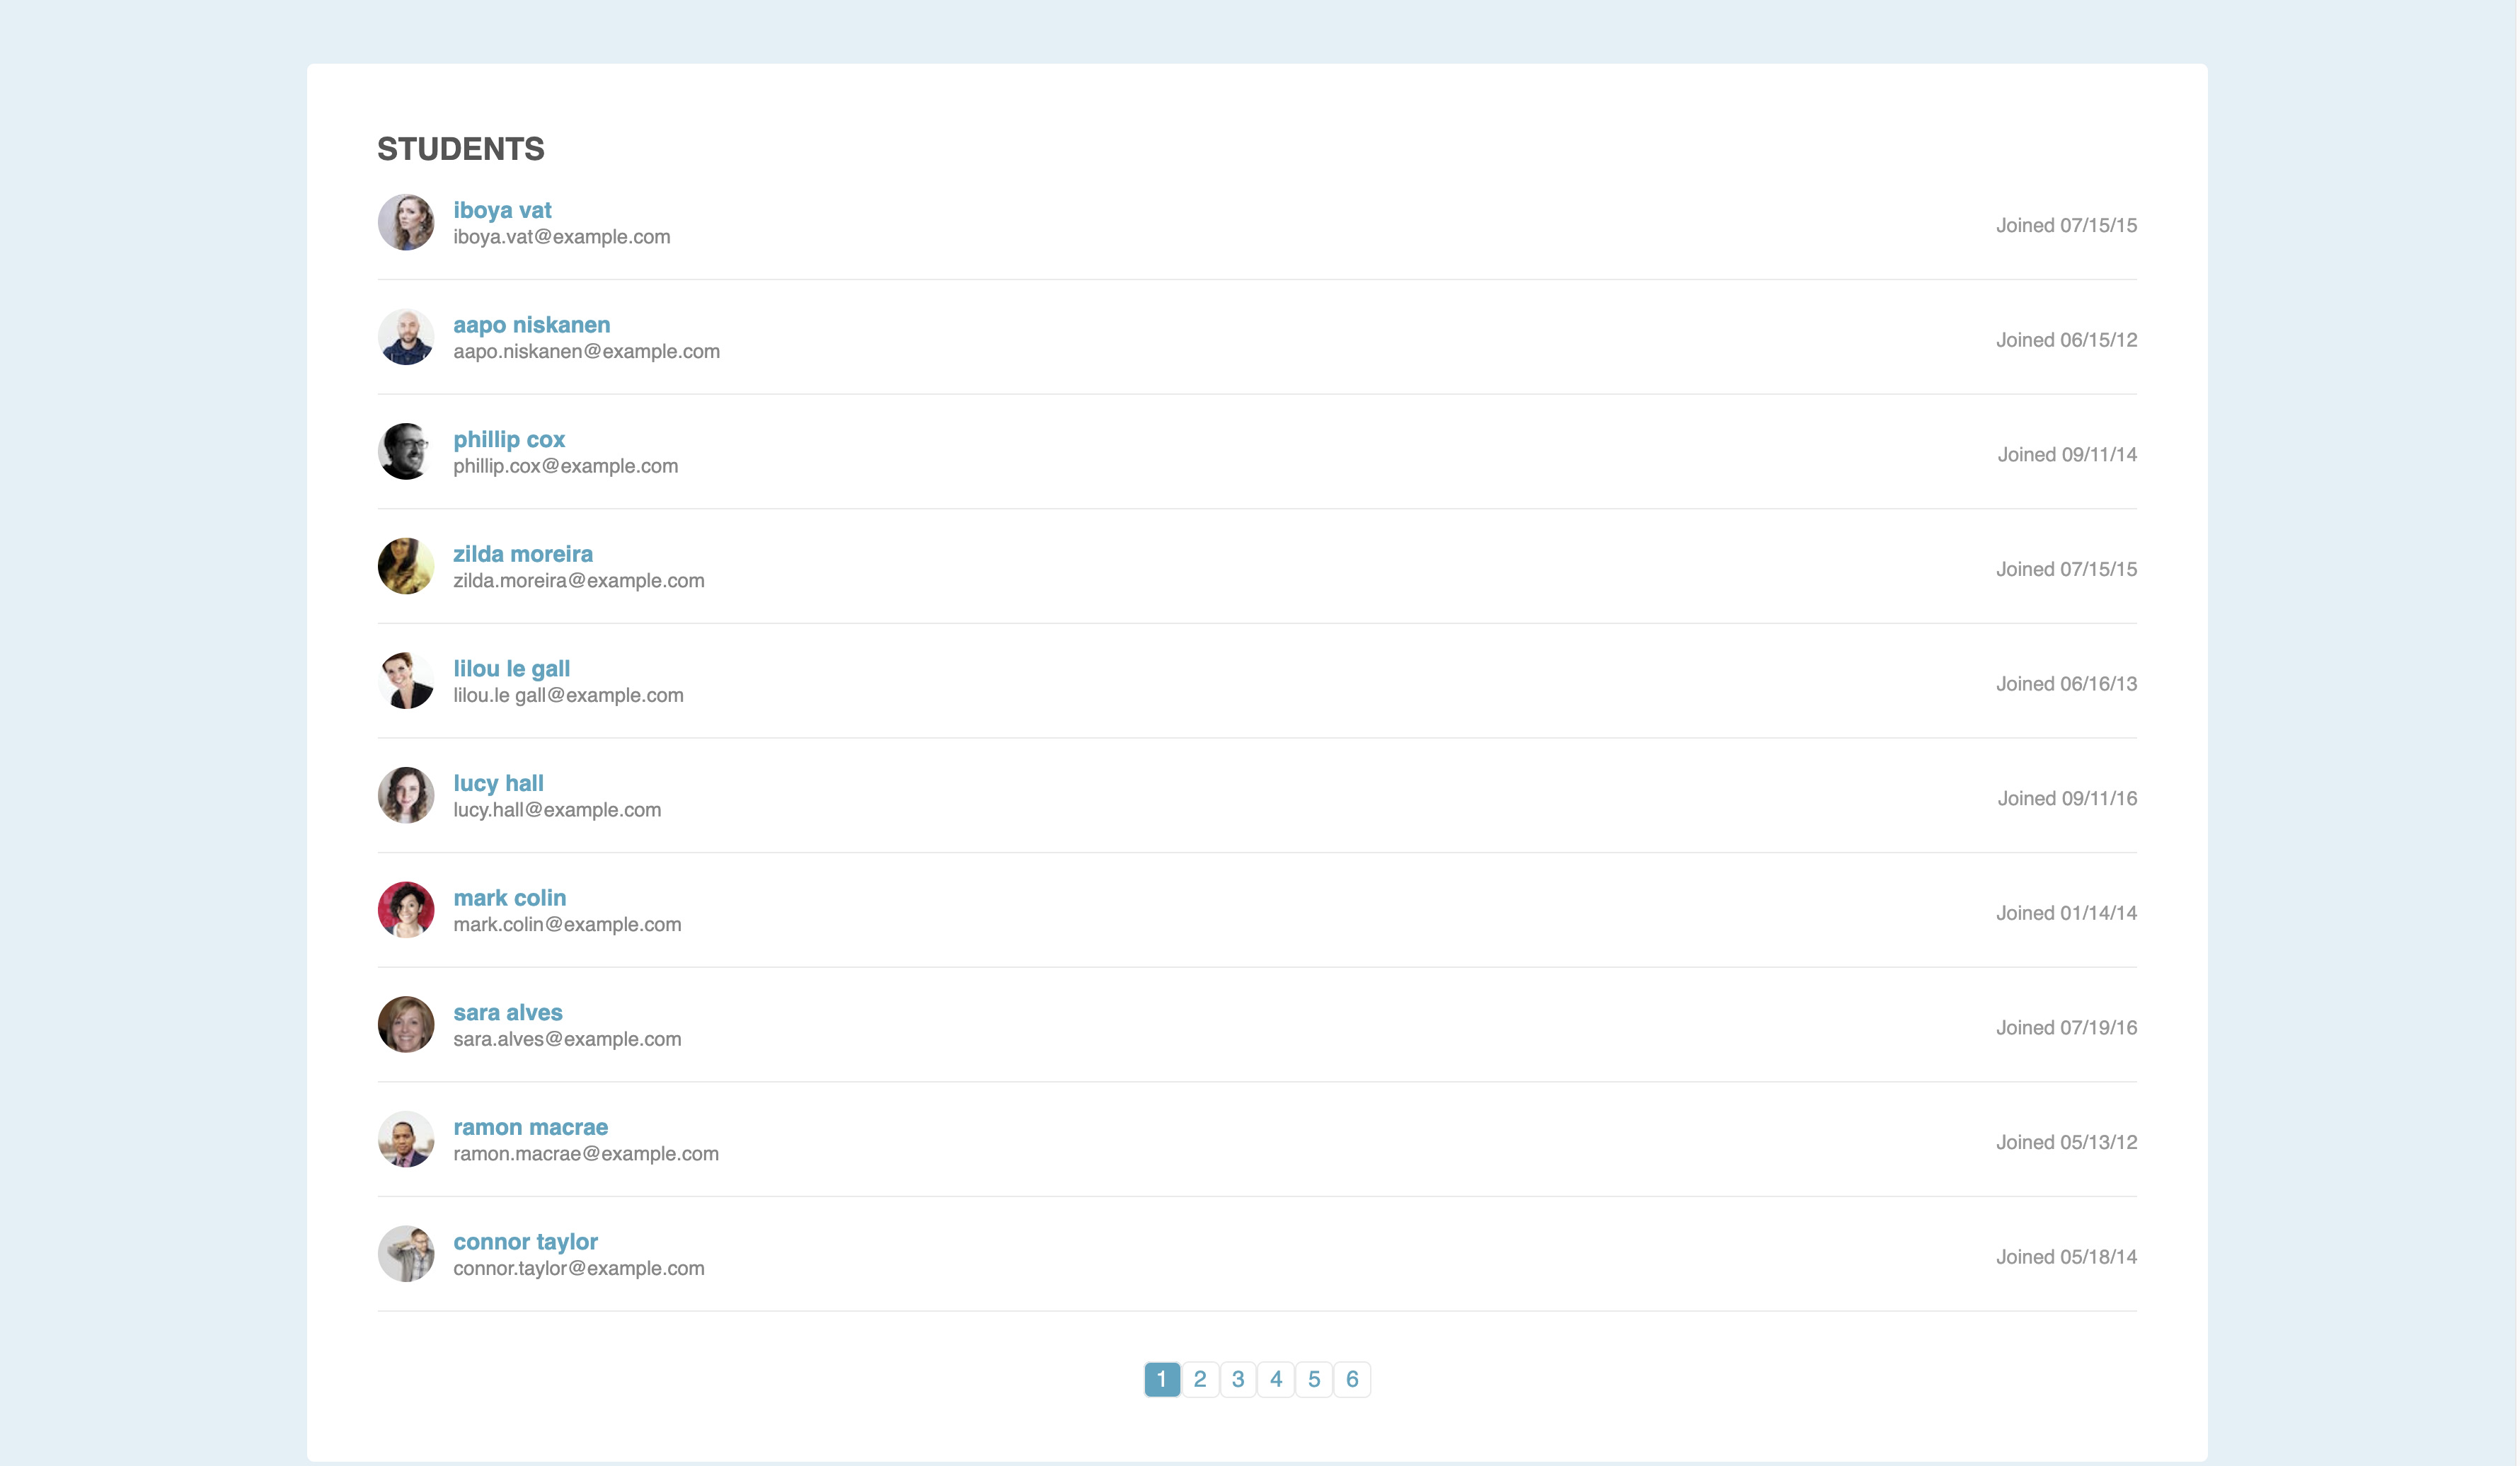 STUDENTS
iboya vat
iboya.vat@example.com
Joined 07/15/15
aapo niskanen
aapo.niskanen@example.com
Joined 06/15/12
phillip cox
phillip.cox@example.com
Joined 09/11/14
zilda moreira
zilda.moreira@example.com
Joined 07/15/15
lilou le gall
lilou.le gall@example.com
Joined 06/16/13
lucy hall
lucy.hall@example.com
Joined 09/11/16
mark colin
mark.colin@example.com
Joined 01/14/14
sara alves
sara.alves@example.com
Joined 07/19/16
ramon macrae
ramon.macrae@example.com
Joined 05/13/12
connor taylor
connor.taylor@example.com
Joined 05/18/14
1 2 3 4 5 6